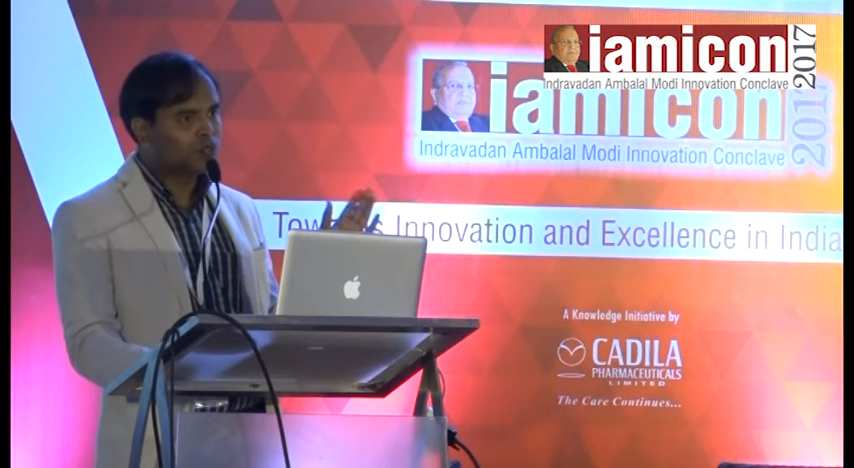 iamicon
2017
Indravadan Ambalal Modi Innovation Conclave
iamicon
Indravadan Ambalal Modi Innovation Conclave
Innovation and Excellence in India
A Knowledge Initiative by
CADILA
PHARMACEUTICALS
LIMITED
The Care Continues...